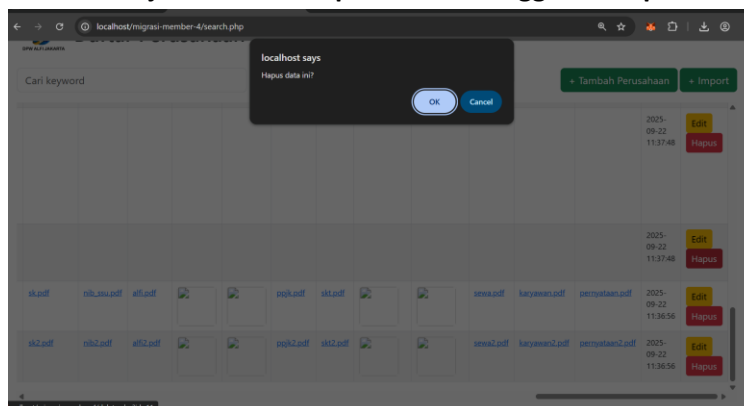 localhost/migrasi-member-4/search.php
DPW ALFI JAKARTA
localhost says
Hapus data ini?
OK Cancel
Cari keyword
+ Tambah Perusahaan + Import
2025-09-22 11:37:48 Edit Hapus
2025-09-22 11:37:48 Edit Hapus
sk.pdf nib_ssu.pdf alfi.pdf ppjk.pdf skt.pdf sewa.pdf karyawan.pdf pernyataan.pdf 2025-09-22 11:36:56 Edit Hapus
sk2.pdf nib2.pdf alfi2.pdf ppjk2.pdf skt2.pdf sewa2.pdf karyawan2.pdf pernyataan2.pdf 2025-09-22 11:36:56 Edit Hapus